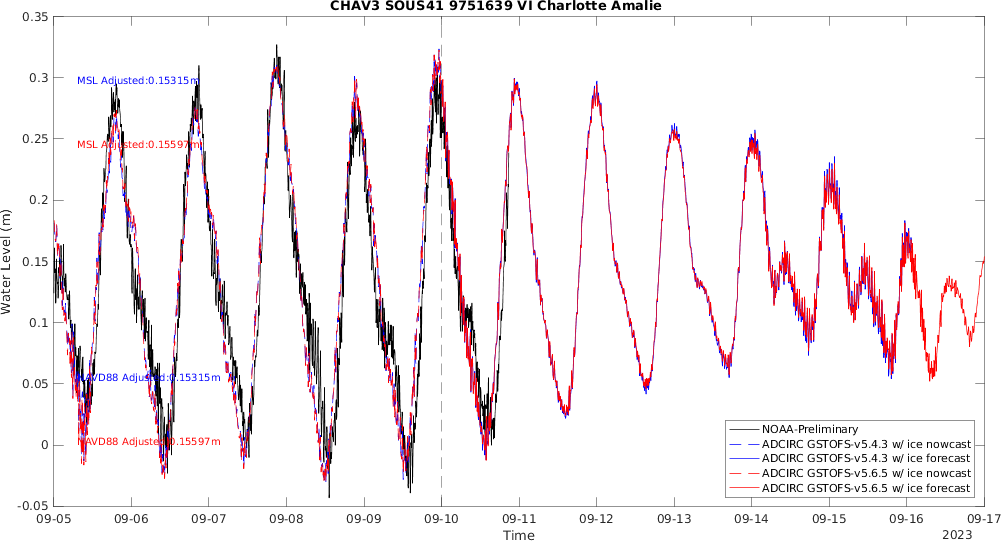 CHAV3 SOUS41 9751639 VI Charlotte Amalie
0.35
0.3
0.25
0.2
0.15
0.1
0.05
0
-0.05
Water Level (m)
MSL Adjusted:0.15315m
MSL Adjusted:0.15597m
NAVD88 Adjusted:0.15315m
NAVD88 Adjusted:0.15597m
NOAA-Preliminary
ADCIRC GSTOFS-v5.4.3 w/ ice nowcast
ADCIRC GSTOFS-v5.4.3 w/ ice forecast
ADCIRC GSTOFS-v5.6.5 w/ ice nowcast
ADCIRC GSTOFS-v5.6.5 w/ ice forecast
09-05 09-06 09-07 09-08 09-09 09-10 09-11 09-12 09-13 09-14 09-15 09-16 09-17
Time
2023